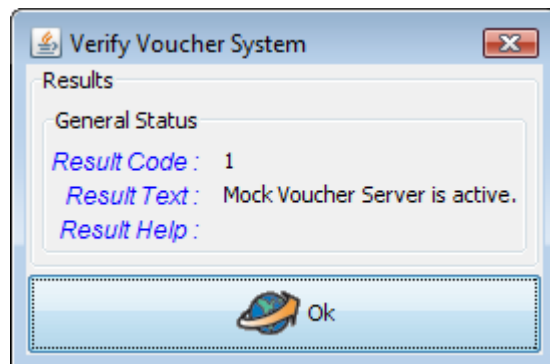 Verify Voucher System
Results
General Status
Result Code : 1
Result Text : Mock Voucher Server is active.
Result Help :
Ok